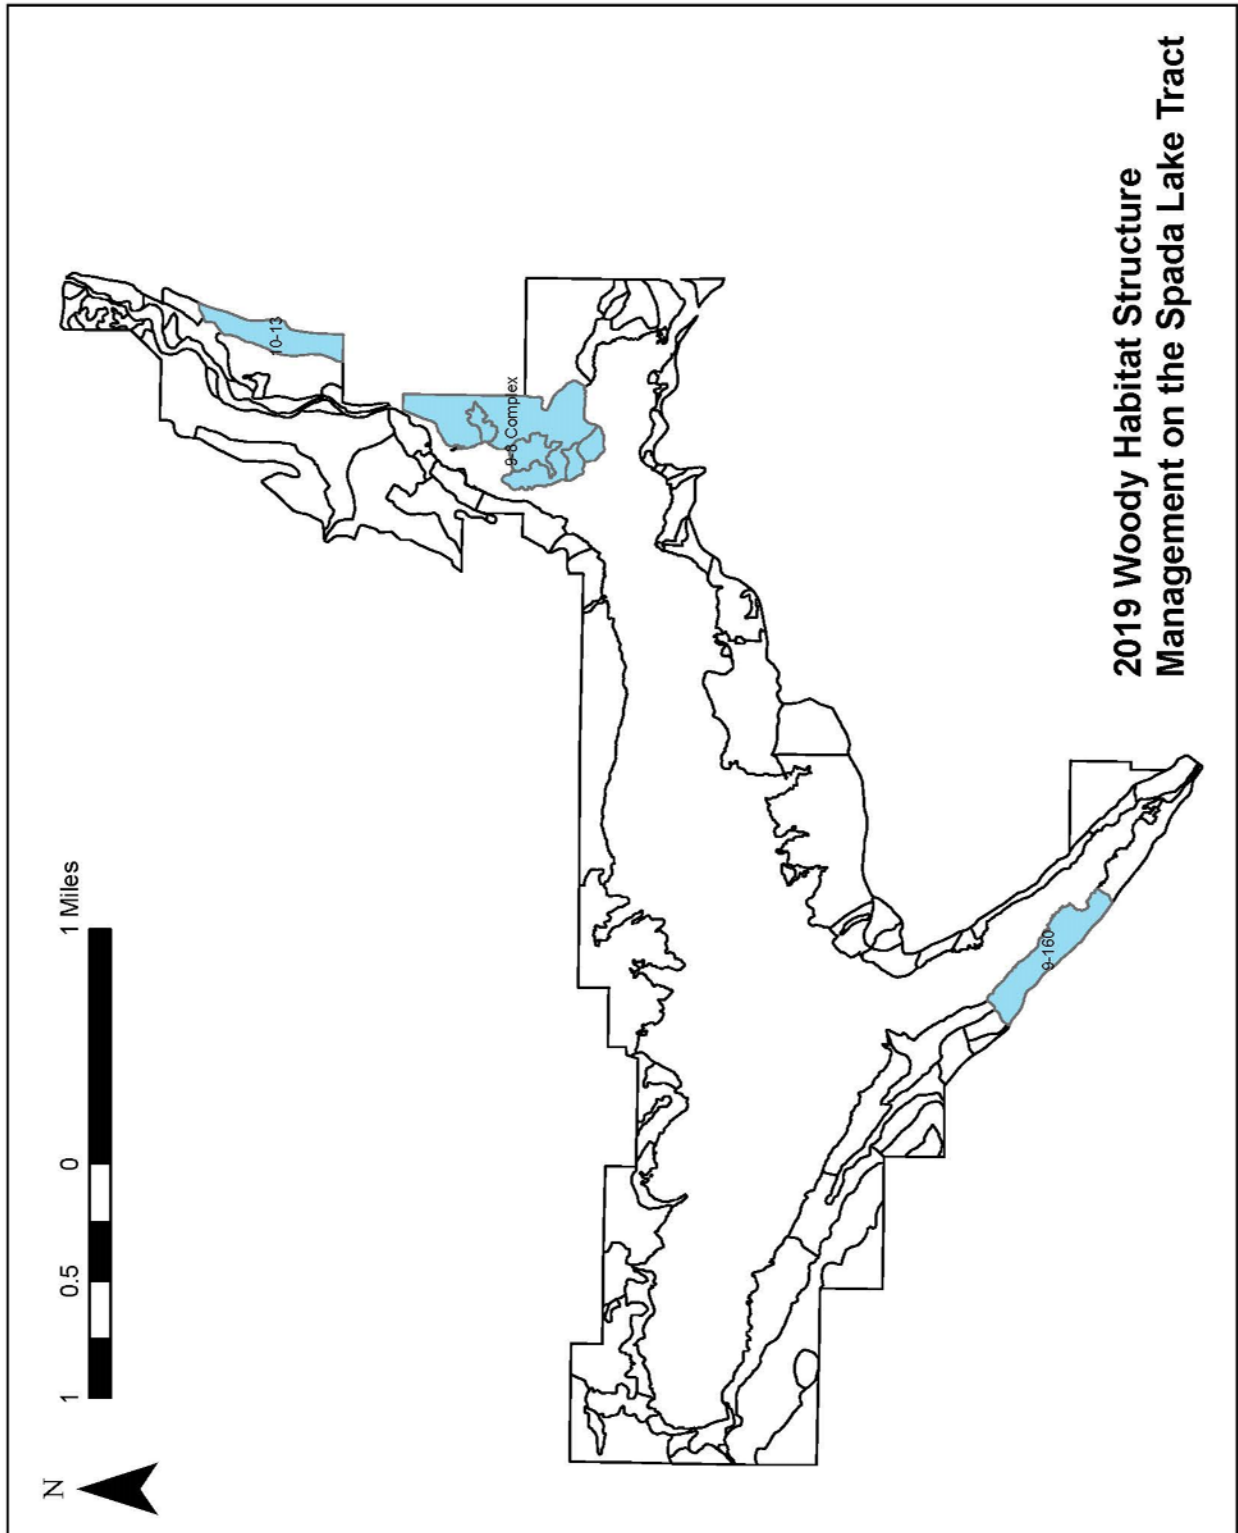 N
1 0.5 0 1 Miles
10-13
9-8 Complex
9-160
2019 Woody Habitat Structure
Management on the Spada Lake Tract